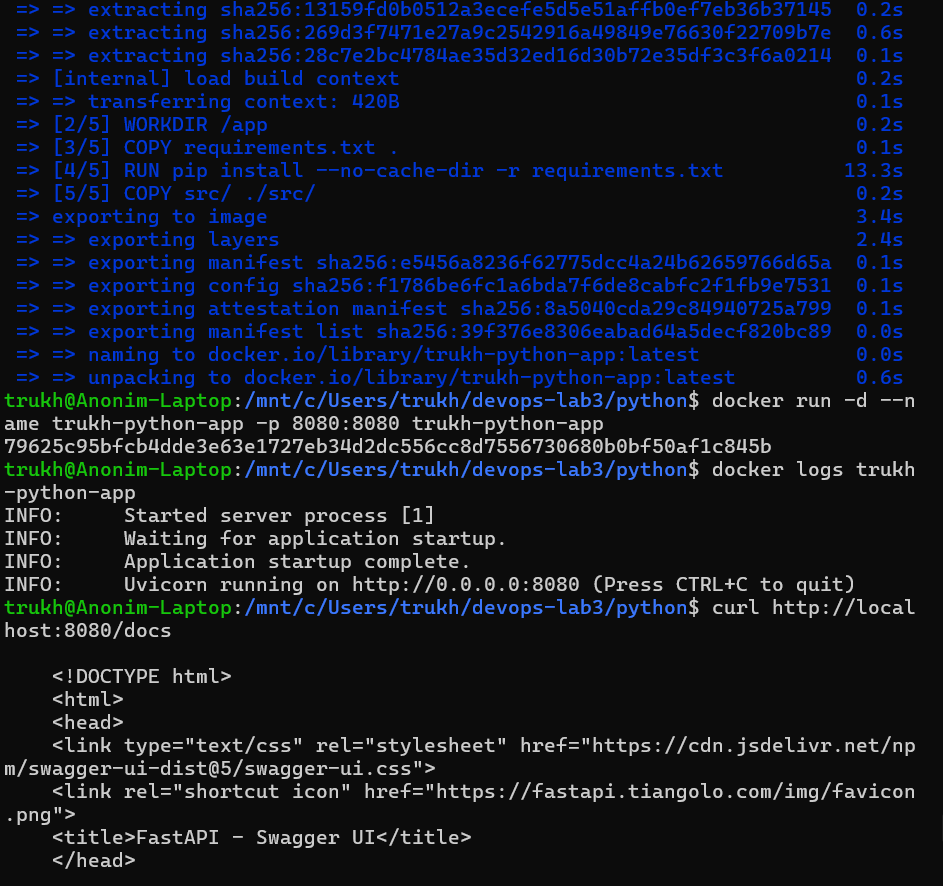 => => extracting sha256:13159fd0b0512a3ecefe5d5e51affb0ef7eb36b37145 0.2s
=> => extracting sha256:269d3f7471e27a9c2542916a49849e76630f22709b7e 0.6s
=> => extracting sha256:28c7e2bc4784ae35d32ed16d30b72e35df3c3f6a0214 0.1s
=> [internal] load build context 0.2s
=> => transferring context: 420B 0.1s
=> [2/5] WORKDIR /app 0.2s
=> [3/5] COPY requirements.txt . 0.1s
=> [4/5] RUN pip install --no-cache-dir -r requirements.txt 13.3s
=> [5/5] COPY src/ ./src/ 0.2s
=> exporting to image 3.4s
=> => exporting layers 2.4s
=> => exporting manifest sha256:e5456a8236f62775dcc4a24b62659766d65a 0.1s
=> => exporting config sha256:f1786be6fc1a6bda7f6de8cabfc2f1fb9e7531 0.1s
=> => exporting attestation manifest sha256:8a5040cda29c84940725a799 0.1s
=> => exporting manifest list sha256:39f376e8306eabad64a5decf820bc89 0.0s
=> => naming to docker.io/library/trukh-python-app:latest 0.0s
=> => unpacking to docker.io/library/trukh-python-app:latest 0.6s
trukh@Anonim-Laptop:/mnt/c/Users/trukh/devops-lab3/python$ docker run -d --n
ame trukh-python-app -p 8080:8080 trukh-python-app
79625c95bfcb4dde3e63e1727eb34d2dc556cc8d7556730680b0bf50af1c845b
trukh@Anonim-Laptop:/mnt/c/Users/trukh/devops-lab3/python$ docker logs trukh
-python-app
INFO:     Started server process [1]
INFO:     Waiting for application startup.
INFO:     Application startup complete.
INFO:     Uvicorn running on http://0.0.0.0:8080 (Press CTRL+C to quit)
trukh@Anonim-Laptop:/mnt/c/Users/trukh/devops-lab3/python$ curl http://local
host:8080/docs
    <!DOCTYPE html>
    <html>
    <head>
    <link type="text/css" rel="stylesheet" href="https://cdn.jsdelivr.net/np
m/swagger-ui-dist@5/swagger-ui.css">
    <link rel="shortcut icon" href="https://fastapi.tiangolo.com/img/favicon
.png">
    <title>FastAPI - Swagger UI</title>
    </head>